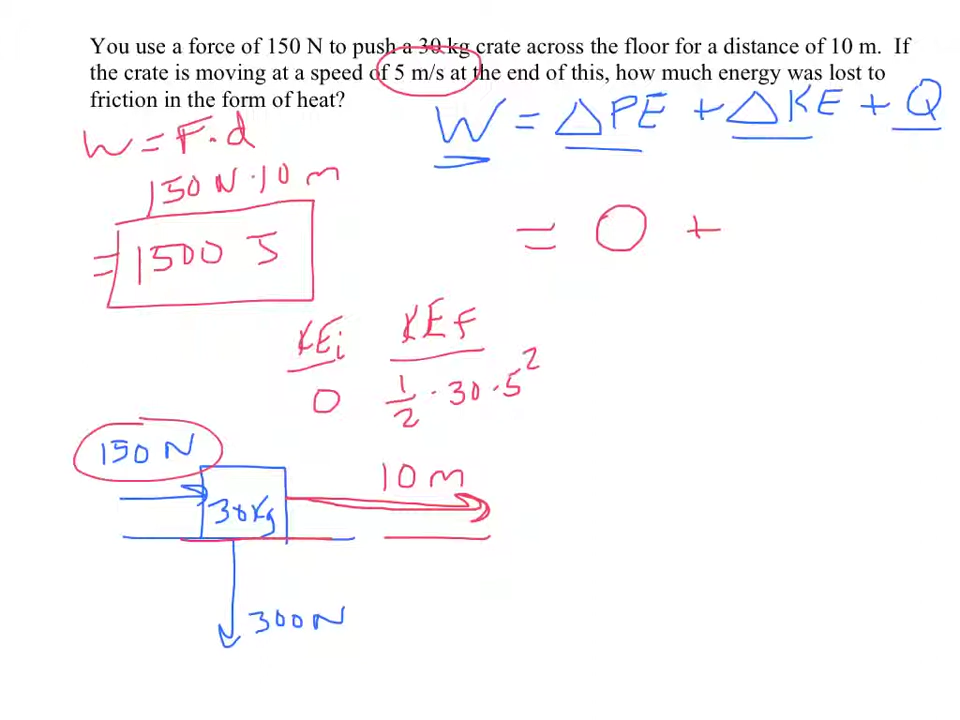 You use a force of 150 N to push a 30 kg crate across the floor for a distance of 10 m. If
the crate is moving at a speed of 5 m/s at the end of this, how much energy was lost to
friction in the form of heat?
W = ΔPE + ΔKE + Q
W = F·d
150 N · 10 m
= 1500 J
= 0 +
KEi KEf
0 1/2 · 30 · 5²
150 N
10 m
30 Kg
300 N